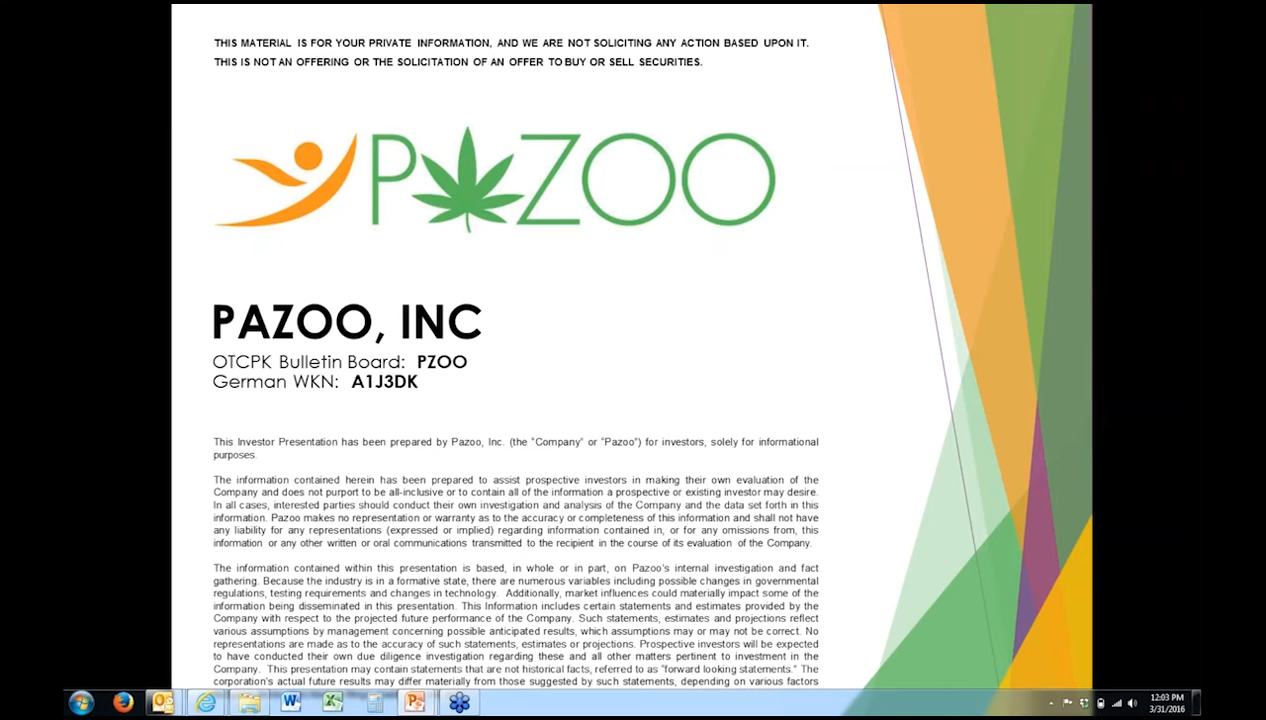 THIS MATERIAL IS FOR YOUR PRIVATE INFORMATION, AND WE ARE NOT SOLICITING ANY ACTION BASED UPON IT.
THIS IS NOT AN OFFERING OR THE SOLICITATION OF AN OFFER TO BUY OR SELL SECURITIES.
PAZOO
PAZOO, INC
OTCPK Bulletin Board: PZOO
German WKN: A1J3DK
This Investor Presentation has been prepared by Pazoo, Inc. (the "Company" or "Pazoo") for investors, solely for informational
purposes.
The information contained herein has been prepared to assist prospective investors in making their own evaluation of the
Company and does not purport to be all-inclusive or to contain all of the information a prospective or existing investor may desire.
In all cases, interested parties should conduct their own investigation and analysis of the Company and the data set forth in this
information. Pazoo makes no representation or warranty as to the accuracy or completeness of this information and shall not have
any liability for any representations (expressed or implied) regarding information contained in, or for any omissions from, this
information or any other written or oral communications transmitted to the recipient in the course of its evaluation of the Company.
The information contained within this presentation is based, in whole or in part, on Pazoo's internal investigation and fact
gathering. Because the industry is in a formative state, there are numerous variables including possible changes in governmental
regulations, testing requirements and changes in technology. Additionally, market influences could materially impact some of the
information being disseminated in this presentation. This Information includes certain statements and estimates provided by the
Company with respect to the projected future performance of the Company. Such statements, estimates and projections reflect
various assumptions by management concerning possible anticipated results, which assumptions may or may not be correct. No
representations are made as to the accuracy of such statements, estimates or projections. Prospective investors will be expected
to have conducted their own due diligence investigation regarding these and all other matters pertinent to investment in the
Company. This presentation may contain statements that are not historical facts, referred to as "forward looking statements." The
corporation's actual future results may differ materially from those suggested by such statements, depending on various factors
12:03 PM
3/31/2016